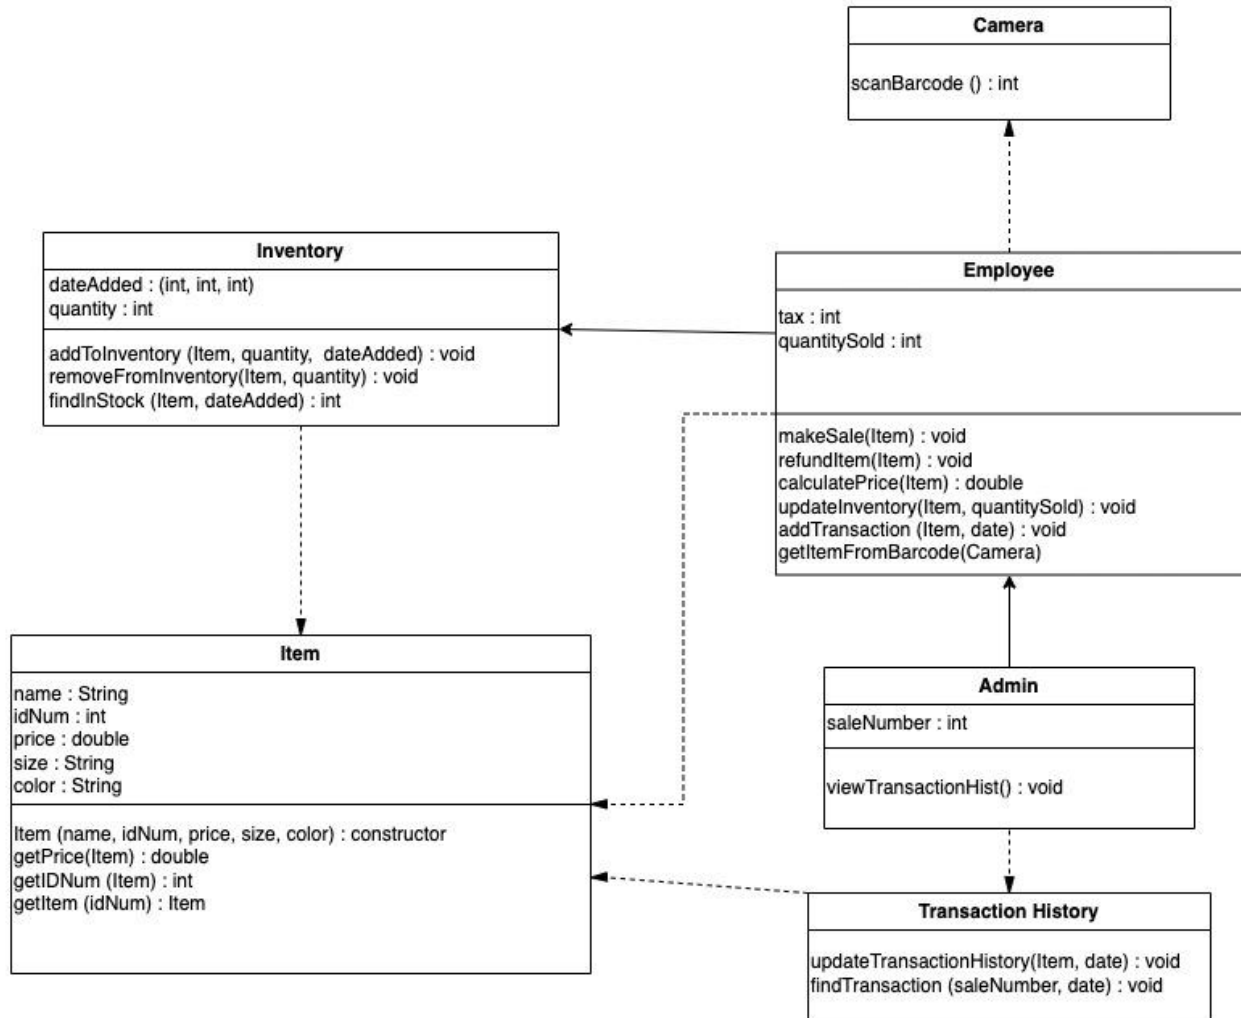 Camera
scanBarcode () : int
Inventory
dateAdded : (int, int, int)
quantity : int
addToInventory (Item, quantity, dateAdded) : void
removeFromInventory(Item, quantity) : void
findInStock (Item, dateAdded) : int
Employee
tax : int
quantitySold : int
makeSale(Item) : void
refundItem(Item) : void
calculatePrice(Item) : double
updateInventory(Item, quantitySold) : void
addTransaction (Item, date) : void
getItemFromBarcode(Camera)
Item
name : String
idNum : int
price : double
size : String
color : String
Item (name, idNum, price, size, color) : constructor
getPrice(Item) : double
getIDNum (Item) : int
getItem (idNum) : Item
Admin
saleNumber : int
viewTransactionHist() : void
Transaction History
updateTransactionHistory(Item, date) : void
findTransaction (saleNumber, date) : void